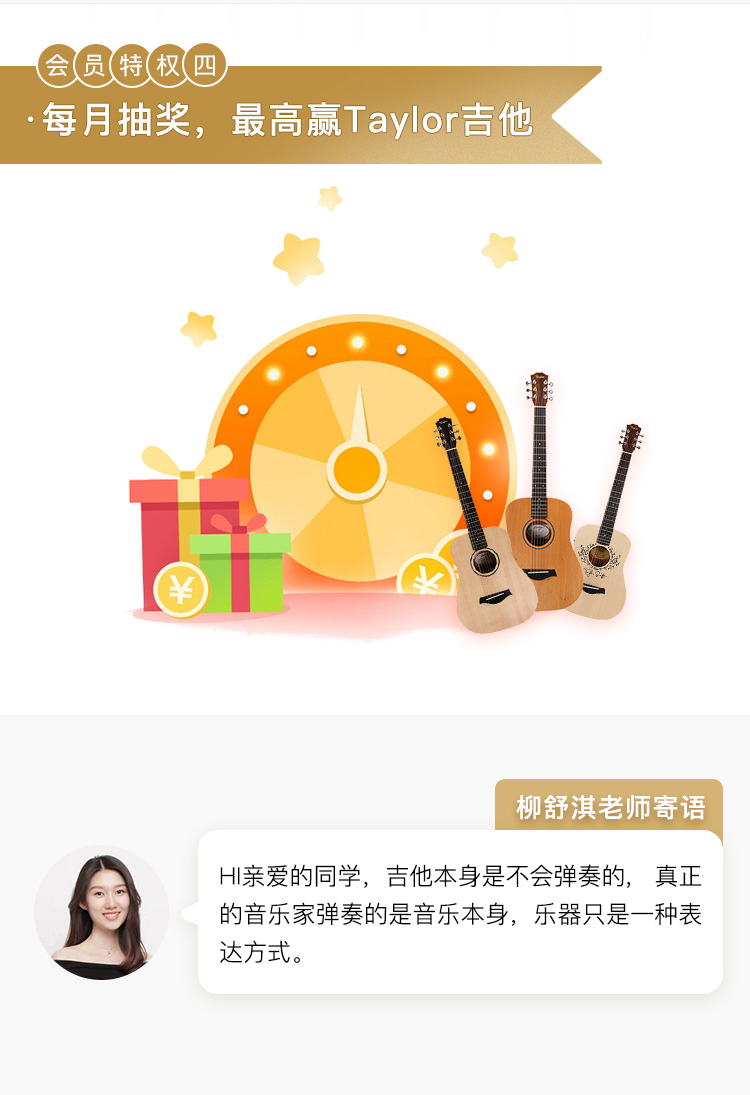 会员特权四
·每月抽奖，最高赢Taylor吉他
¥
¥
柳舒淇老师寄语
HI亲爱的同学，吉他本身是不会弹奏的， 真正
的音乐家弹奏的是音乐本身，乐器只是一种表
达方式。